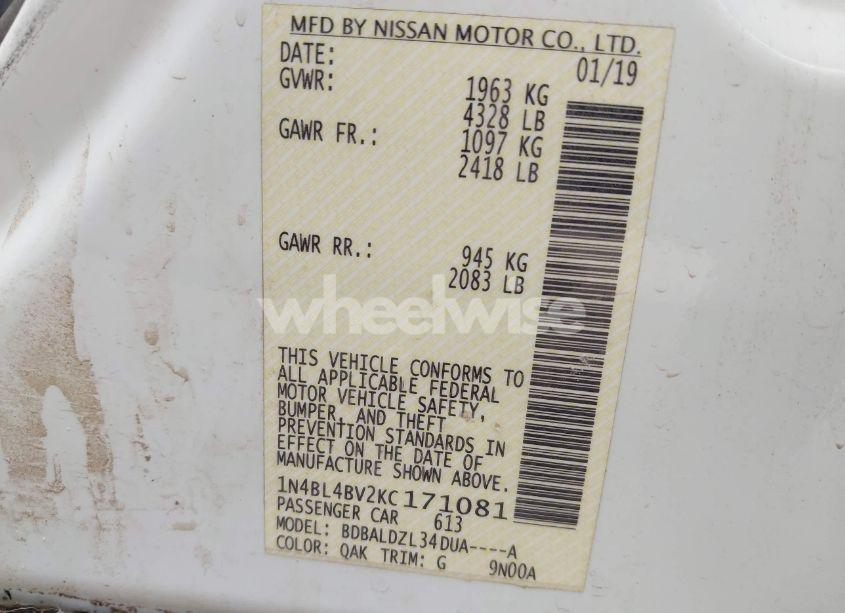 MFD BY NISSAN MOTOR CO., LTD.
DATE: 01/19
GVWR: 1963 KG
4328 LB
GAWR FR.: 1097 KG
2418 LB
GAWR RR.: 945 KG
2083 LB
wheelwise
THIS VEHICLE CONFORMS TO
ALL APPLICABLE FEDERAL
MOTOR VEHICLE SAFETY,
BUMPER, AND THEFT
PREVENTION STANDARDS IN
EFFECT ON THE DATE OF
MANUFACTURE SHOWN ABOVE.
1N4BL4BV2KC171081
PASSENGER CAR 613
MODEL: BDBALDZL34DUA----A
COLOR: QAK TRIM: G 9N00A